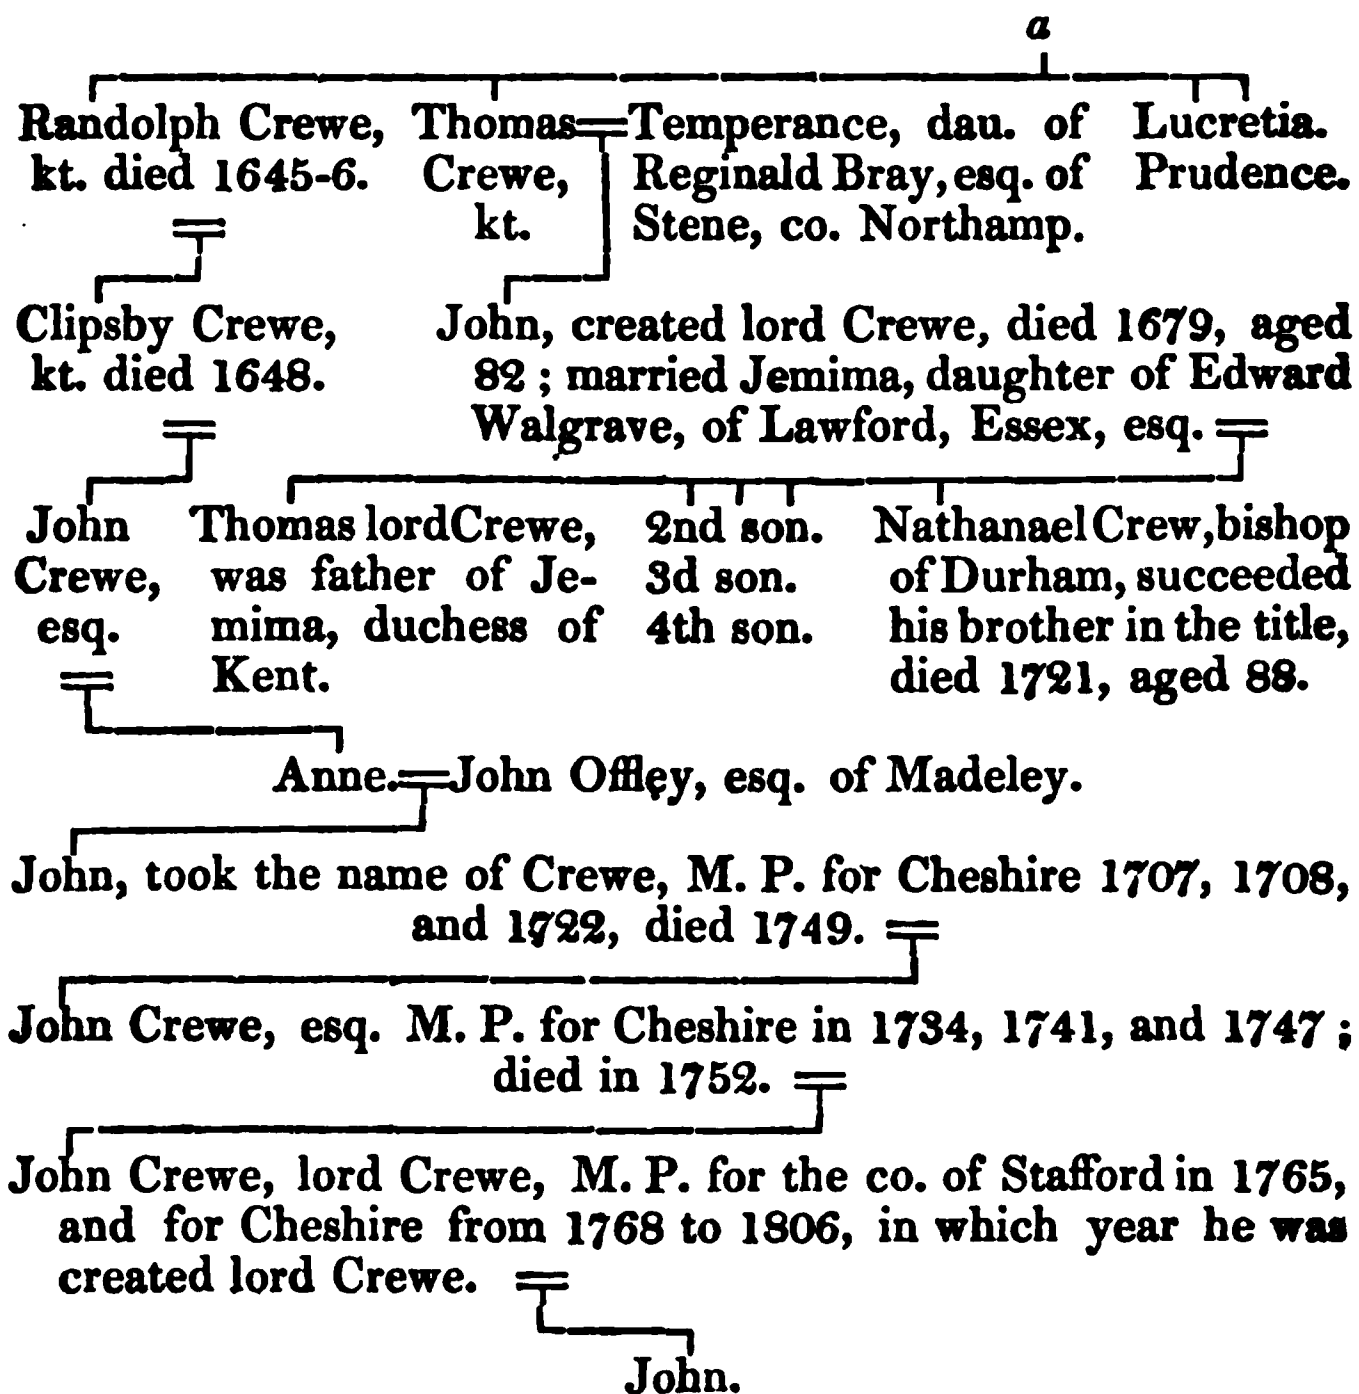 a
Randolph Crewe, Thomas Temperance, dau. of Lucretia.
kt. died 1645-6. Crewe, Reginald Bray, esq. of Prudence.
kt. Stene, co. Northamp.
Clipsby Crewe, John, created lord Crewe, died 1679, aged
kt. died 1648. 82 ; married Jemima, daughter of Edward
Walgrave, of Lawford, Essex, esq.
John Thomas lord Crewe, 2nd son. Nathanael Crew, bishop
Crewe, was father of Je- 3d son. of Durham, succeeded
esq. mima, duchess of 4th son. his brother in the title,
Kent. died 1721, aged 88.
Anne. John Offley, esq. of Madeley.
John, took the name of Crewe, M. P. for Cheshire 1707, 1708,
and 1722, died 1749.
John Crewe, esq. M. P. for Cheshire in 1734, 1741, and 1747 ;
died in 1752.
John Crewe, lord Crewe, M. P. for the co. of Stafford in 1765,
and for Cheshire from 1768 to 1806, in which year he was
created lord Crewe.
John.